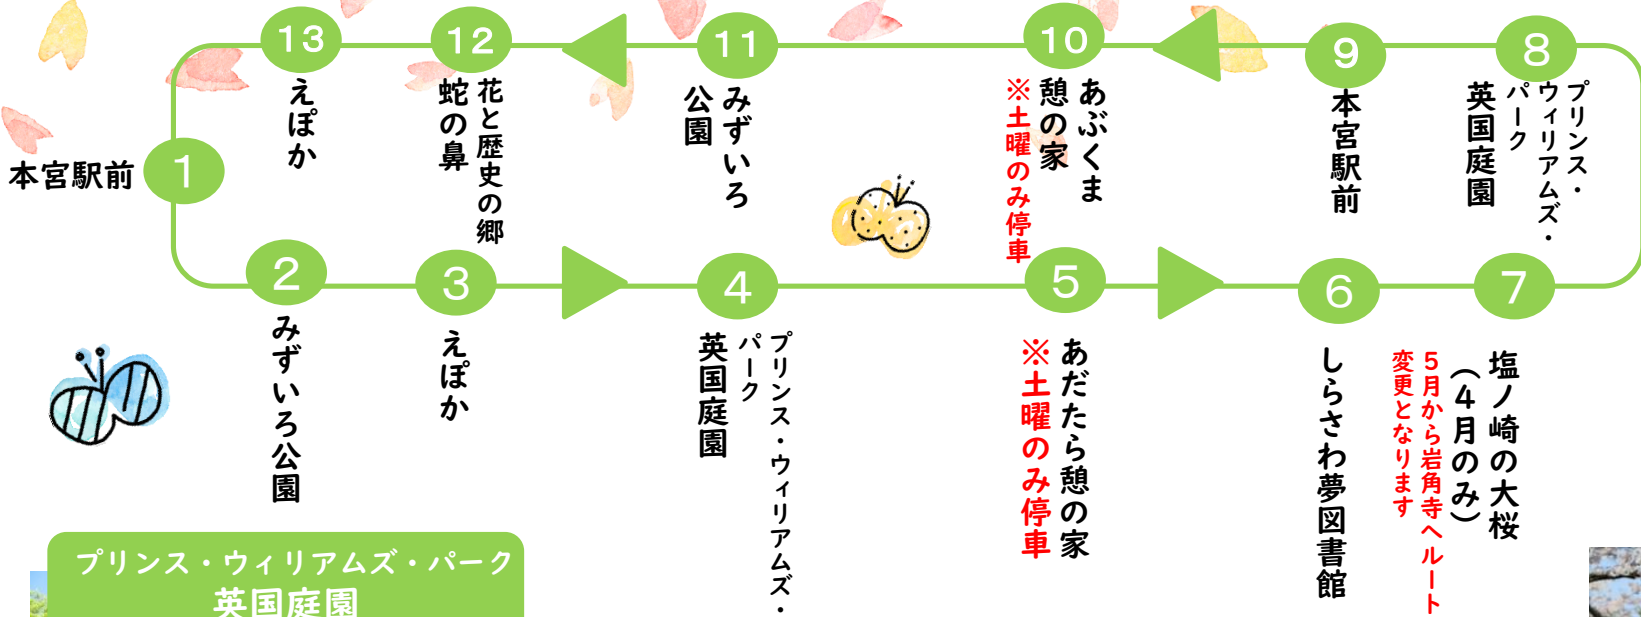 1
本宮駅前
2
みずいろ公園
3
えぽか
4
プリンス・ウィリアムズ・
パーク
英国庭園
5
あだたら憩の家
※土曜のみ停車
6
しらさわ夢図書館
7
塩ノ崎の大桜
(4月のみ)
5月から岩角寺へルート
変更となります
8
プリンス・
ウィリアムズ・
パーク
英国庭園
9
本宮駅前
10
あぶくま
憩の家
※土曜のみ停車
11
みずいろ
公園
12
花と歴史の郷
蛇の鼻
13
えぽか
プリンス・ウィリアムズ・パーク
英国庭園